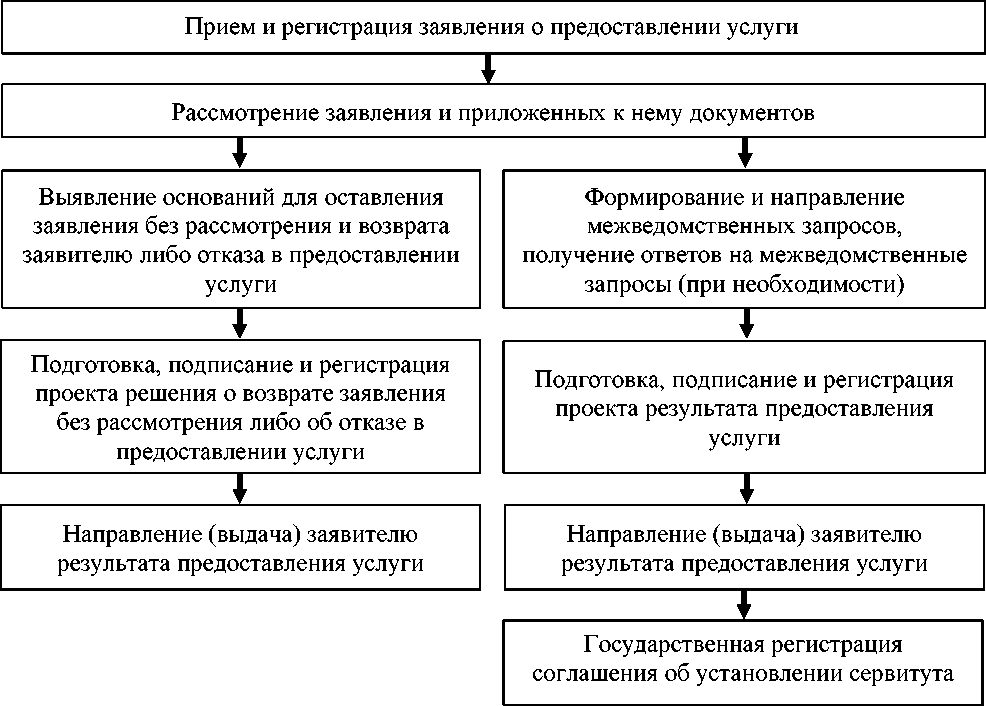 Прием и регистрация заявления о предоставлении услуги
Рассмотрение заявления и приложенных к нему документов
Выявление оснований для оставления
заявления без рассмотрения и возврата
заявителю либо отказа в предоставлении
услуги
Формирование и направление
межведомственных запросов,
получение ответов на межведомственные
запросы (при необходимости)
Подготовка, подписание и регистрация
проекта решения о возврате заявления
без рассмотрения либо об отказе в
предоставлении услуги
Подготовка, подписание и регистрация
проекта результата предоставления
услуги
Направление (выдача) заявителю
результата предоставления услуги
Направление (выдача) заявителю
результата предоставления услуги
Государственная регистрация
соглашения об установлении сервитута